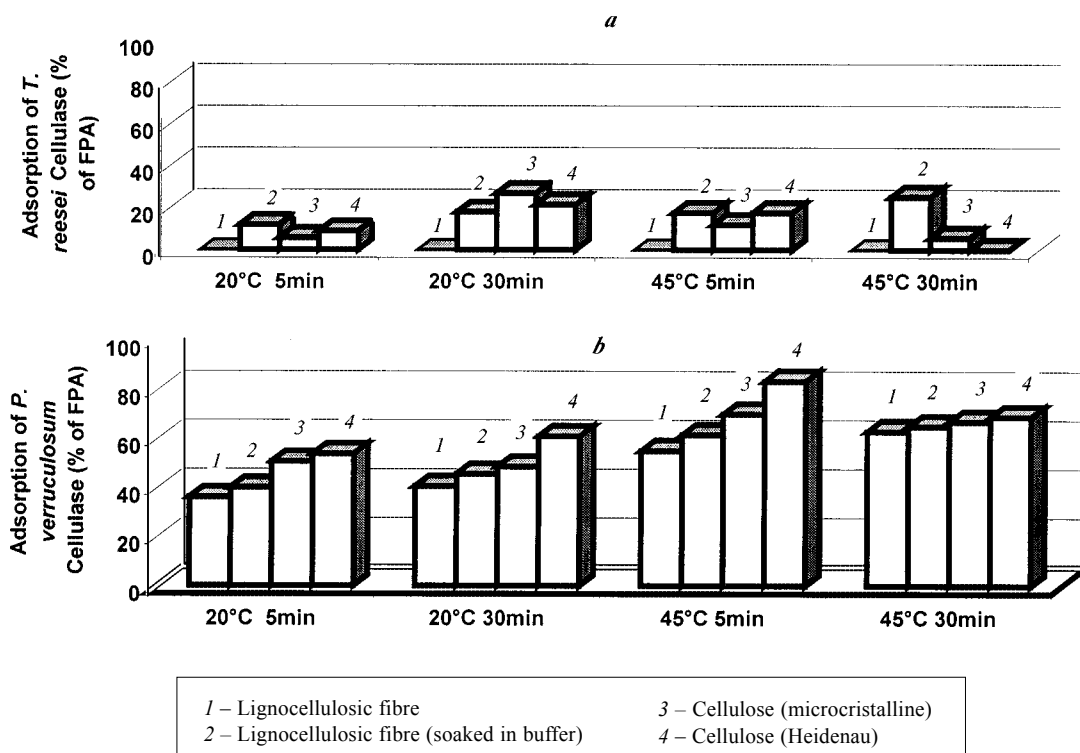 a
Adsorption of T.
reesei Cellulase (%
of FPA)
100
80
60
40
20
0
1 2 3 4
1 2 3 4
1 2 3 4
1 2 3 4
20°C 5min
20°C 30min
45°C 5min
45°C 30min
b
Adsorption of P.
verruculosum
Cellulase (% of FPA)
100
80
60
40
20
0
1 2 3 4
1 2 3 4
1 2 3 4
1 2 3 4
20°C 5min
20°C 30min
45°C 5min
45°C 30min
1 – Lignocellulosic fibre
2 – Lignocellulosic fibre (soaked in buffer)
3 – Cellulose (microcristalline)
4 – Cellulose (Heidenau)